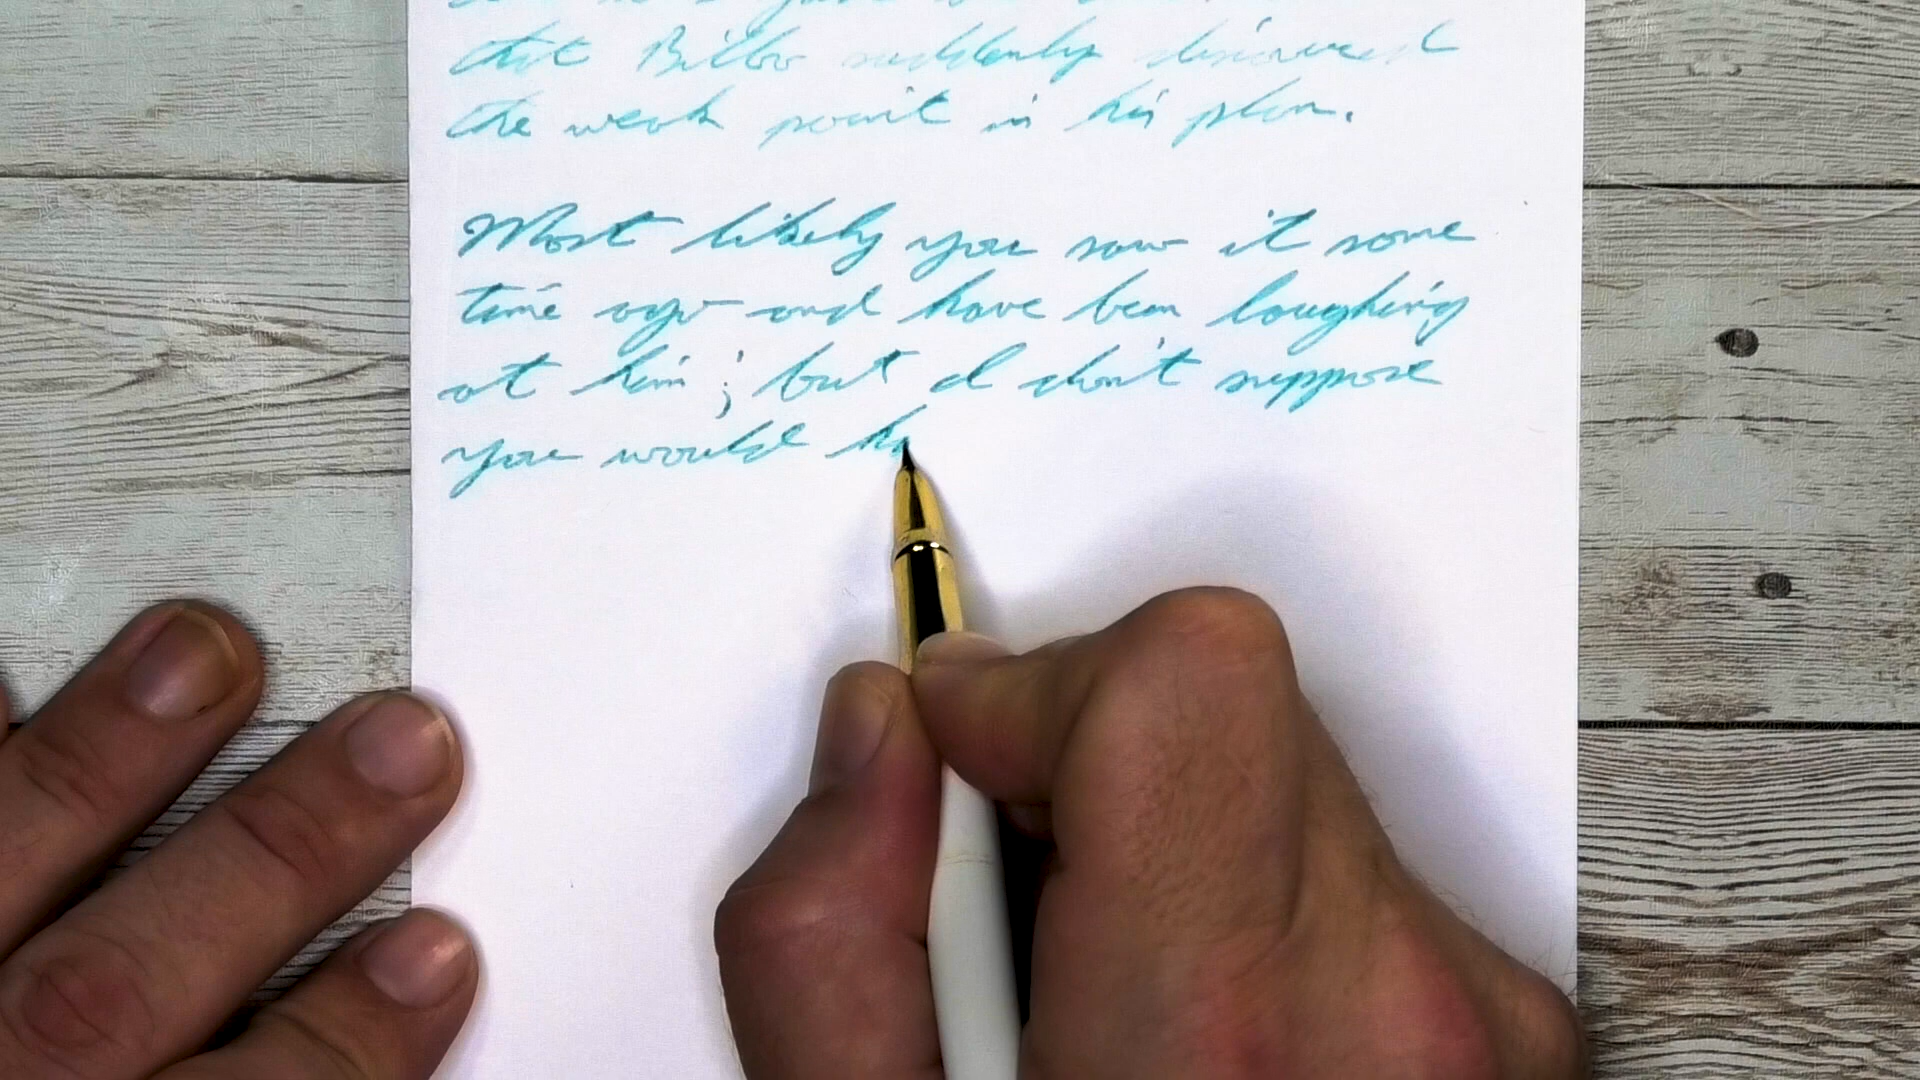 that Bilbo suddenly discovered
the weak point in his plan.
Most likely you saw it some
time ago and have been laughing
at him; but I don't suppose
you would ha